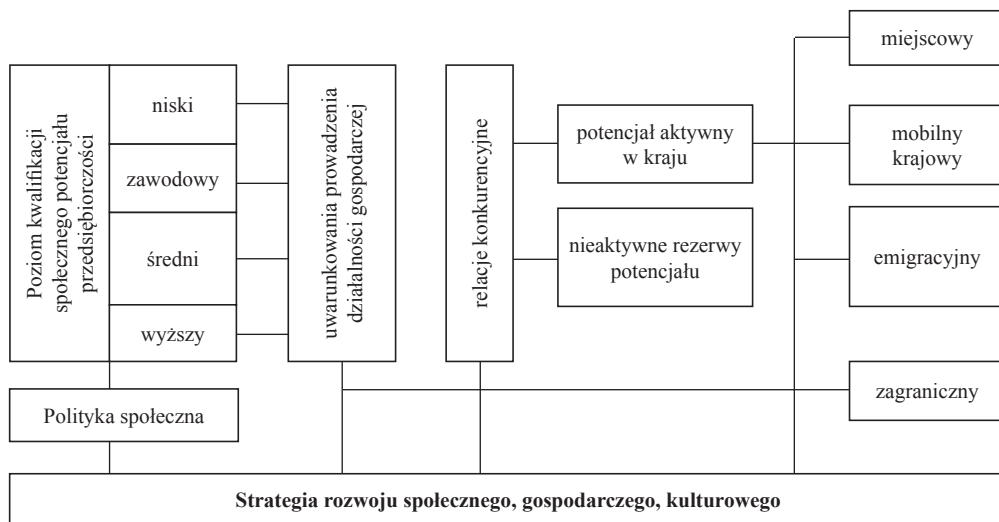 Poziom kwalifikacji
społecznego potencjału
przedsiębiorczości
niski
zawodowy
średni
wyższy
uwarunkowania prowadzenia
działalności gospodarczej
relacje konkurencyjne
potencjał aktywny
w kraju
nieaktywne rezerwy
potencjału
miejscowy
mobilny
krajowy
emigracyjny
zagraniczny
Polityka społeczna
Strategia rozwoju społecznego, gospodarczego, kulturowego